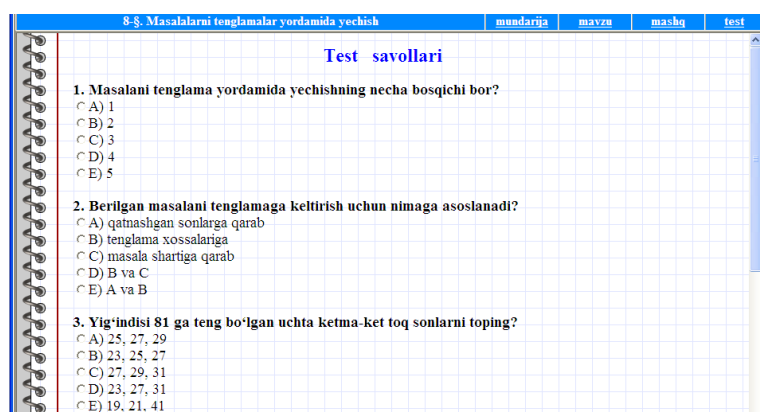 8-§. Masalalarni tenglamalar yordamida yechish mundarija mavzu mashq test
Test savollari
1. Masalani tenglama yordamida yechishning necha bosqichi bor?
A) 1
B) 2
C) 3
D) 4
E) 5
2. Berilgan masalani tenglamaga keltirish uchun nimaga asoslanadi?
A) qatnashgan sonlarga qarab
B) tenglama xossalariga
C) masala shartiga qarab
D) B va C
E) A va B
3. Yig‘indisi 81 ga teng bo‘lgan uchta ketma-ket toq sonlarni toping?
A) 25, 27, 29
B) 23, 25, 27
C) 27, 29, 31
D) 23, 27, 31
E) 19, 21, 41